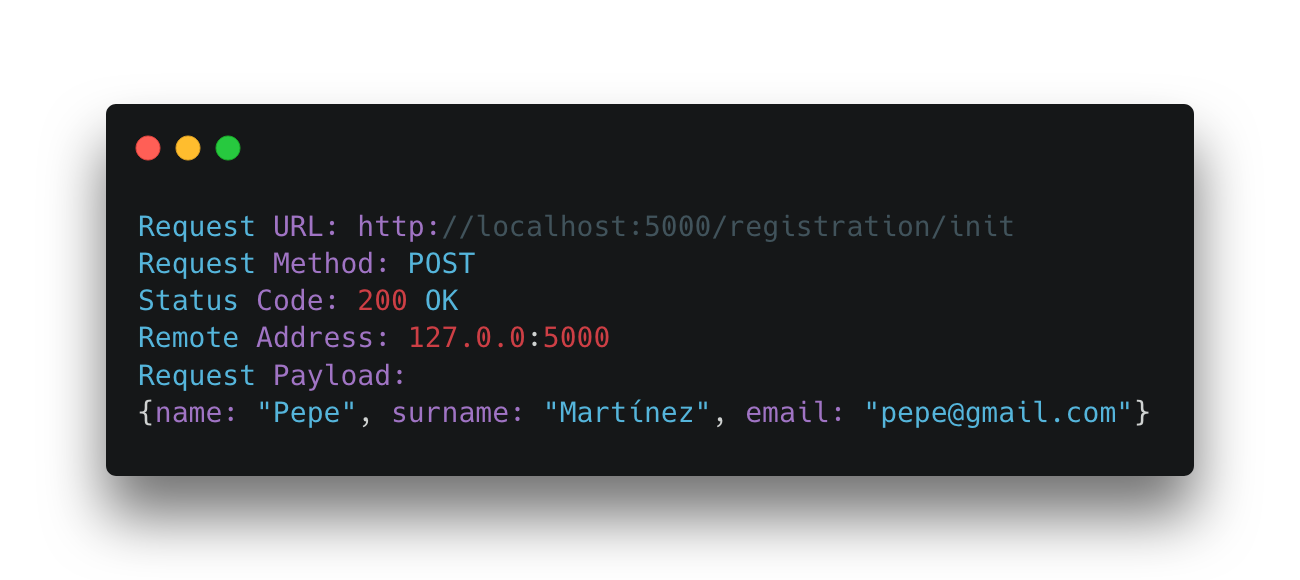 Request URL: http://localhost:5000/registration/init
Request Method: POST
Status Code: 200 OK
Remote Address: 127.0.0:5000
Request Payload:
{name: "Pepe", surname: "Martínez", email: "pepe@gmail.com"}